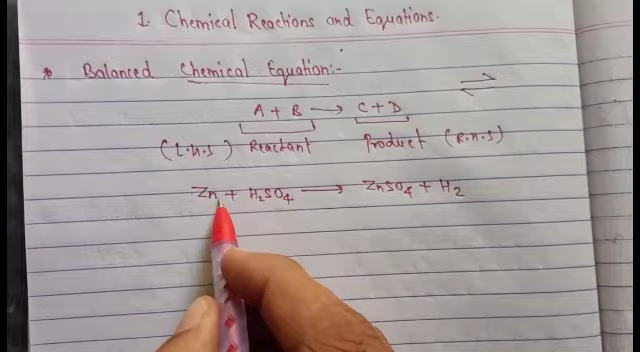 1. Chemical Reactions and Equations.
* Balanced Chemical Equation:-
⇌
A + B ⟶ C + D
(L.H.S) Reactant Product (R.H.S)
Zn + H₂SO₄ ⟶ ZnSO₄ + H₂